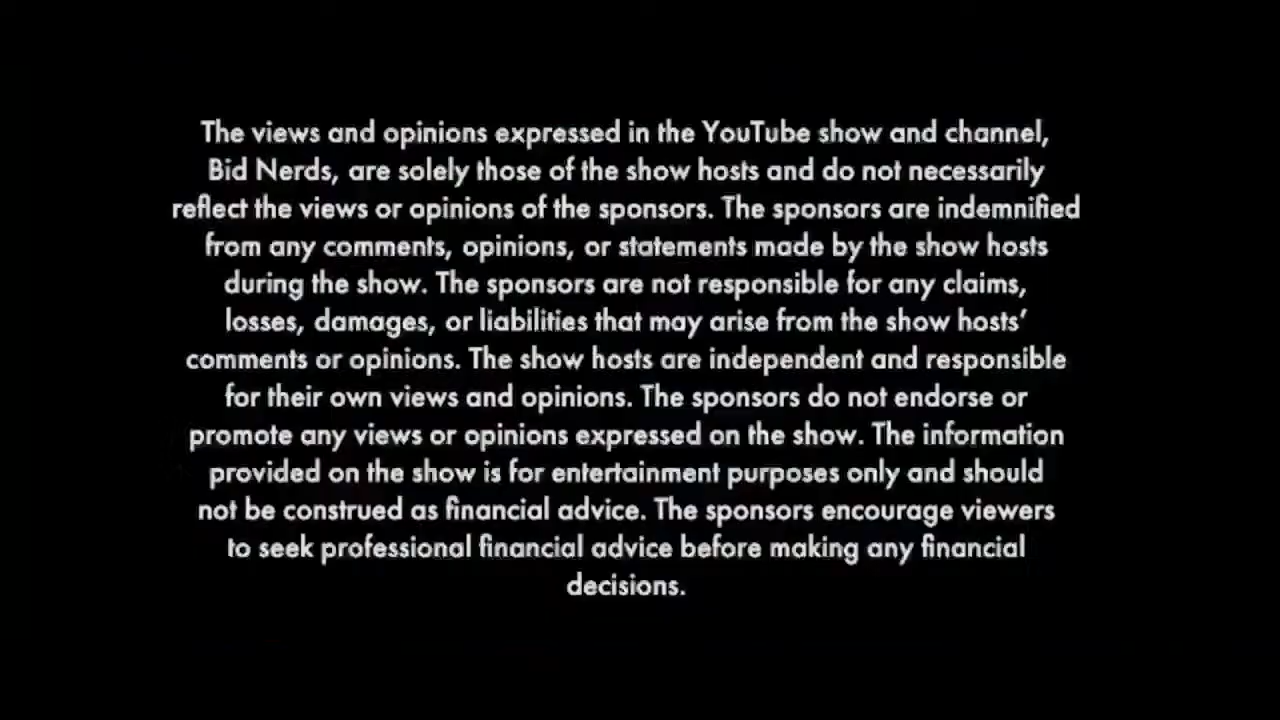 The views and opinions expressed in the YouTube show and channel,
Bid Nerds, are solely those of the show hosts and do not necessarily
reflect the views or opinions of the sponsors. The sponsors are indemnified
from any comments, opinions, or statements made by the show hosts
during the show. The sponsors are not responsible for any claims,
losses, damages, or liabilities that may arise from the show hosts’
comments or opinions. The show hosts are independent and responsible
for their own views and opinions. The sponsors do not endorse or
promote any views or opinions expressed on the show. The information
provided on the show is for entertainment purposes only and should
not be construed as financial advice. The sponsors encourage viewers
to seek professional financial advice before making any financial
decisions.